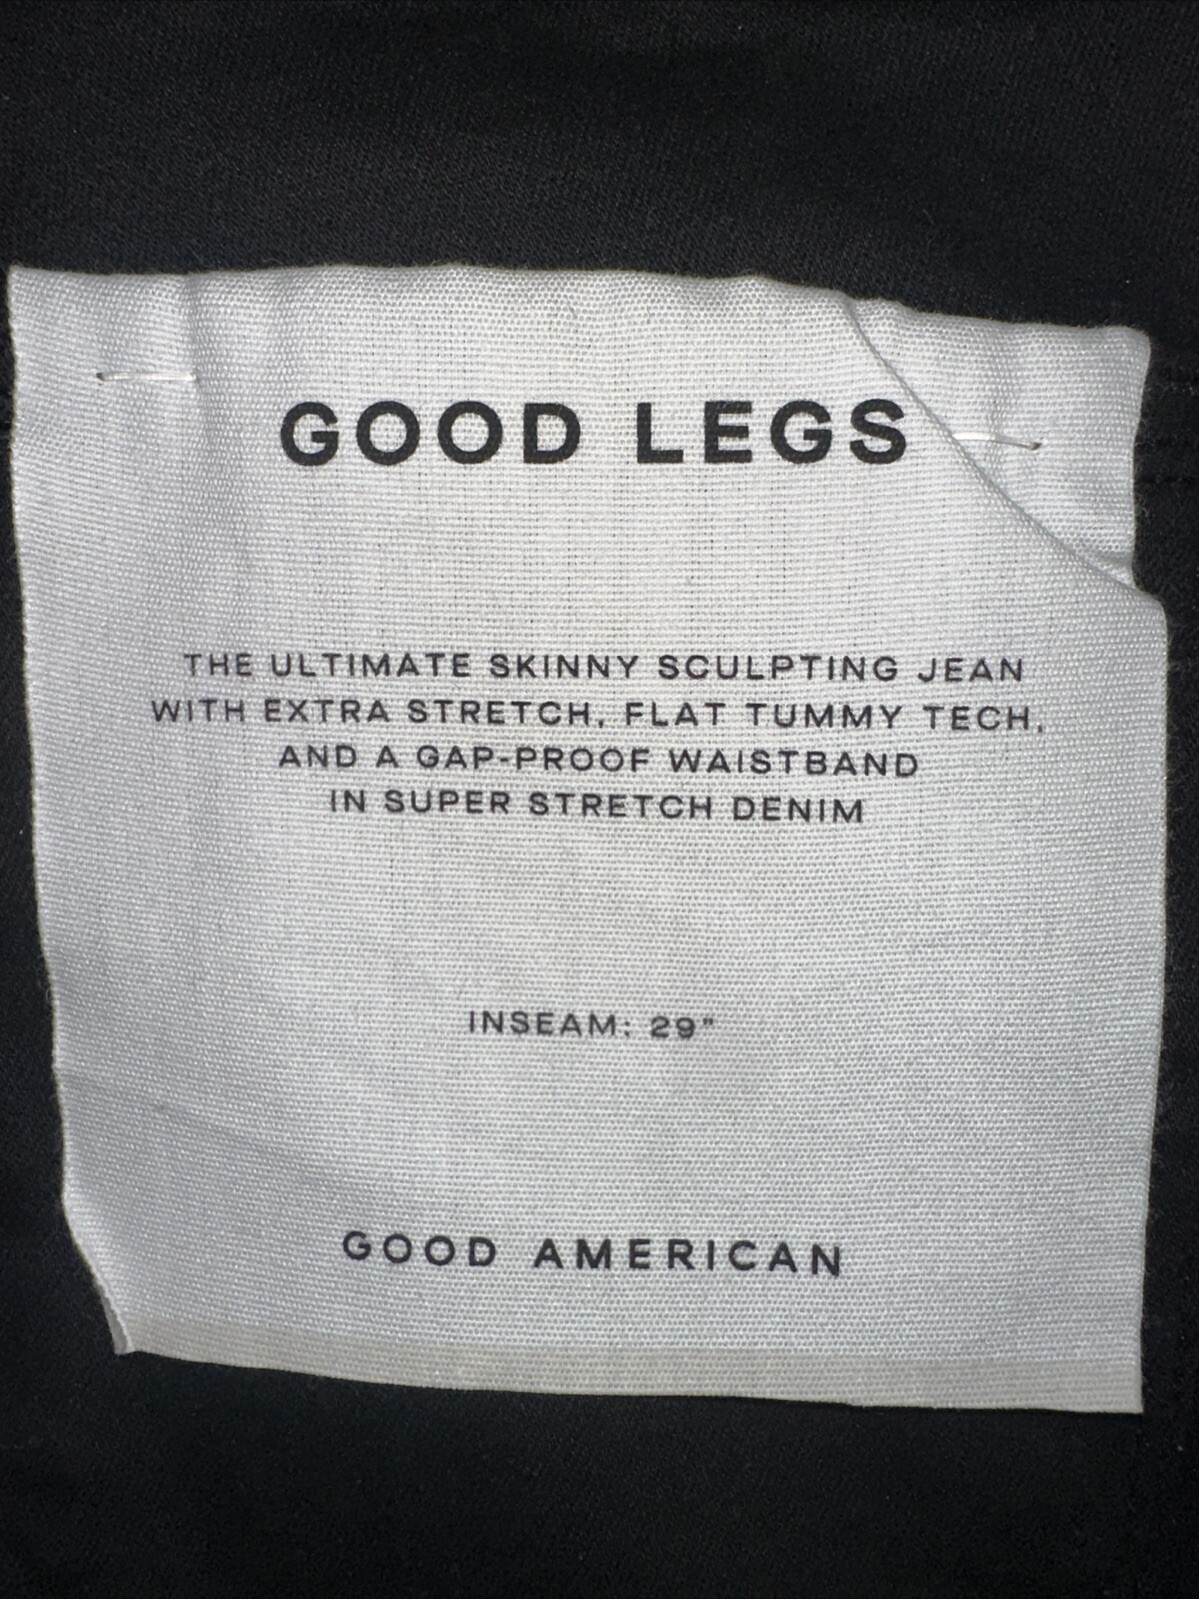 GOOD LEGS
THE ULTIMATE SKINNY SCULPTING JEAN
WITH EXTRA STRETCH, FLAT TUMMY TECH,
AND A GAP-PROOF WAISTBAND
IN SUPER STRETCH DENIM
INSEAM: 29"
GOOD AMERICAN